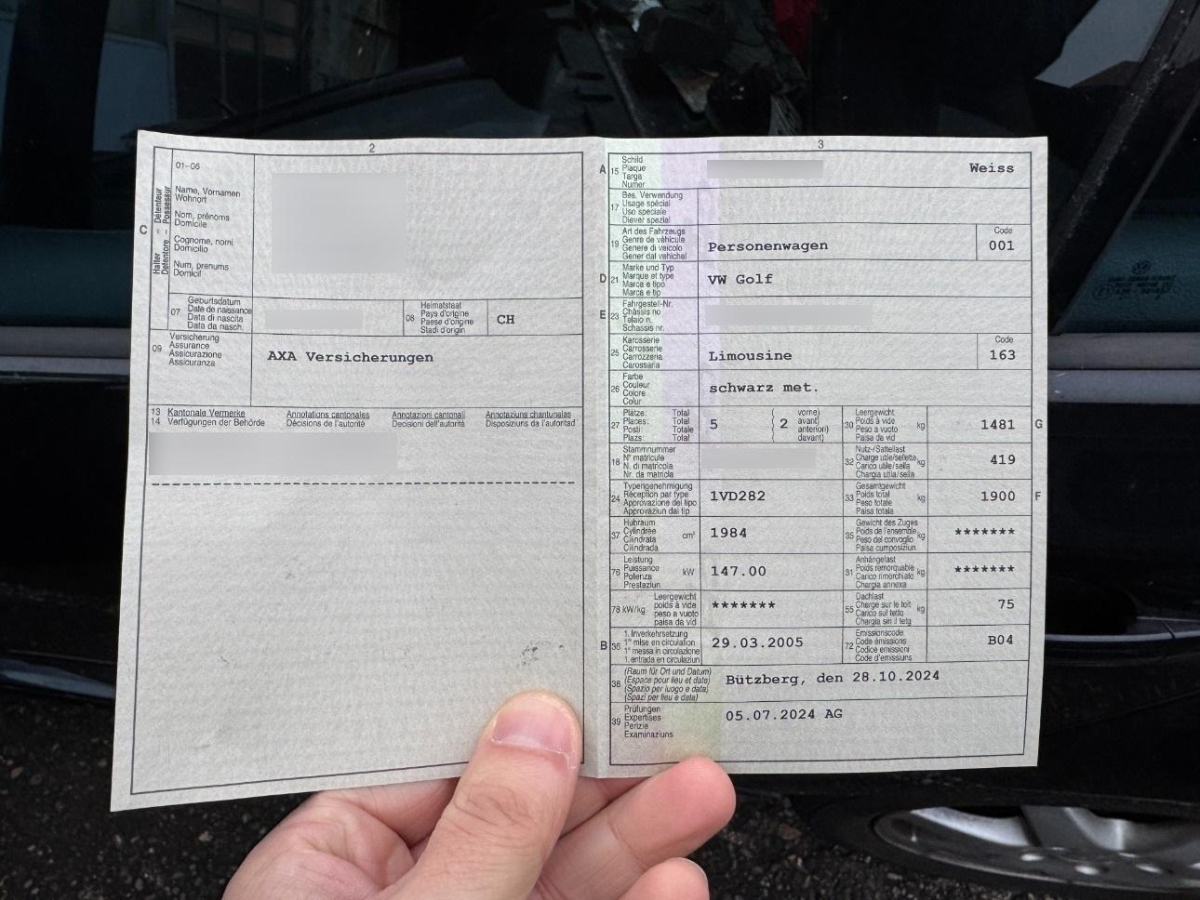 2
01-06
Name, Vornamen
Wohnort
Nom, prénoms
Domicile
Cognome, nomi
Domicilio
Num, prenums
Domicil
C
Halter – Détenteur
Detentore – Possessur
07
Geburtsdatum
Date de naissance
Data di nascita
Data da nasch.
08
Heimatstaat
Pays d'origine
Paese d'origine
Stadi d'origin
CH
09
Versicherung
Assurance
Assicurazione
Assicuranza
AXA Versicherungen
13 Kantonale Vermerke Annotations cantonales Annotazioni cantonali Annotaziuns chantunalas
14 Verfügungen der Behörde Décisions de l'autorité Decisioni dell'autorità Disposiziuns da l'autoritad
3
A 15
Schild
Plaque
Targa
Numer
Weiss
17
Bes. Verwendung
Usage spécial
Uso speciale
Diever spezial
19
Art des Fahrzeugs
Genre de véhicule
Genere di veicolo
Gener dal vehichel
Personenwagen
Code
001
D 21
Marke und Typ
Marque et type
Marca e tipo
Marca e tip
VW Golf
E 23
Fahrgestell-Nr.
Châssis no
Telaio n.
Schassis nr.
25
Karosserie
Carrosserie
Carrozzeria
Carossaria
Limousine
Code
163
26
Farbe
Couleur
Colore
Colur
schwarz met.
27
Plätze: Total
Places: Total
Posti: Totale
Plazs: Total
5
2
vorne)
avant)
anteriori)
davant)
30
Leergewicht
Poids à vide
Peso a vuoto
Paisa da vid
kg
1481
G
18
Stammnummer
N° matricule
N. di matricola
Nr. da matricla
32
Nutz-/Sattellast
Charge utile/sellette
Carico utile/sella
Chargia utila/sella
kg
419
24
Typengenehmigung
Réception par type
Approvazione del tipo
Approvaziun dal tip
1VD282
33
Gesamtgewicht
Poids total
Peso totale
Paisa totala
kg
1900
F
37
Hubraum
Cylindrée
Cilindrata
Cilindrada
cm³
1984
35
Gewicht des Zuges
Poids de l'ensemble
Peso del convoglio
Paisa cumposiziun
kg
*******
76
Leistung
Puissance
Potenza
Prestaziun
kW
147.00
31
Anhängelast
Poids remorquable
Carico rimorchiato
Chargia annexa
kg
*******
78 kW/kg
Leergewicht
poids à vide
peso a vuoto
paisa da vid
*******
55
Dachlast
Charge sur le toit
Carico sul tetto
Chargia sin il tetg
kg
75
B 36
1. Inverkehrsetzung
1re mise en circulation
1a messa in circolazione
1. entrada en circulaziun
29.03.2005
72
Emissionscode
Code émissions
Codice emissioni
Code d'emissiuns
B04
38
(Raum für Ort und Datum)
(Espace pour lieu et date)
(Spazio per luogo e data)
(Spazi per lieu e data)
Bützberg, den 28.10.2024
39
Prüfungen
Expertises
Perizie
Examinaziuns
05.07.2024 AG